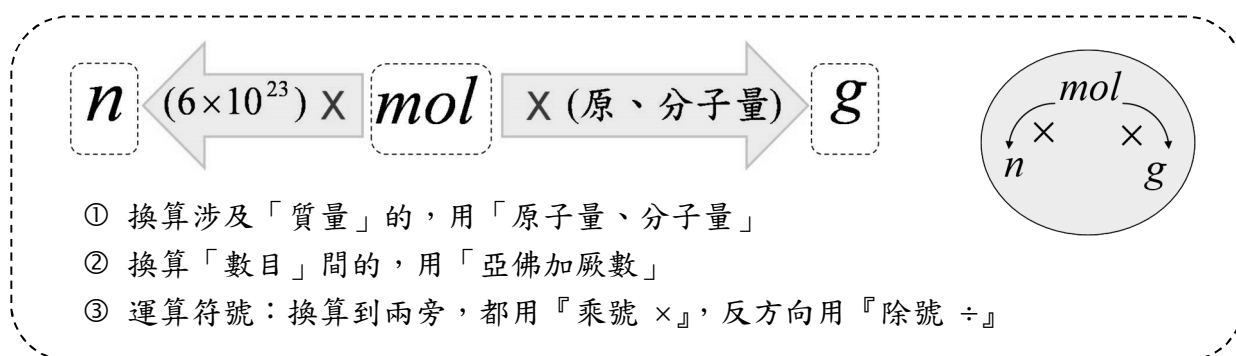 n (6×10²³) × mol × (原、分子量) g
mol
× ×
n g
① 換算涉及「質量」的，用「原子量、分子量」
② 換算「數目」間的，用「亞佛加厥數」
③ 運算符號：換算到兩旁，都用『乘號 ×』，反方向用『除號 ÷』